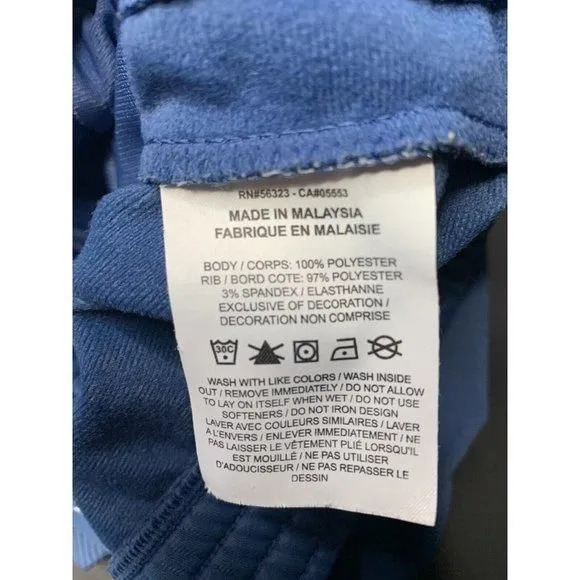 RN#56323 - CA#05553
MADE IN MALAYSIA
FABRIQUE EN MALAISIE
BODY / CORPS: 100% POLYESTER
RIB / BORD COTE: 97% POLYESTER
3% SPANDEX / ELASTHANNE
EXCLUSIVE OF DECORATION /
DECORATION NON COMPRISE
30C
WASH WITH LIKE COLORS / WASH INSIDE
OUT / REMOVE IMMEDIATELY / DO NOT ALLOW
TO LAY ON ITSELF WHEN WET / DO NOT USE
SOFTENERS / DO NOT IRON DESIGN
LAVER AVEC COULEURS SIMILAIRES / LAVER
A L'ENVERS / ENLEVER IMMEDIATEMENT / NE
PAS LAISSER LE VÊTEMENT PLIÉ LORSQU'IL
EST MOUILLÉ / NE PAS UTILISER
D'ADOUCISSEUR / NE PAS REPASSER LE
DESSIN